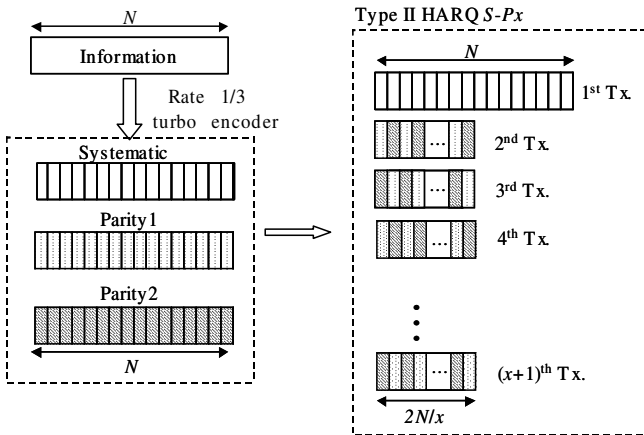 N
Information
Rate 1/3
turbo encoder
Systematic
Parity1
Parity2
N
Type II HARQ S-Px
N
1st Tx.
...
2nd Tx.
...
3rd Tx.
...
4th Tx.
...
(x+1)th Tx.
2N/x